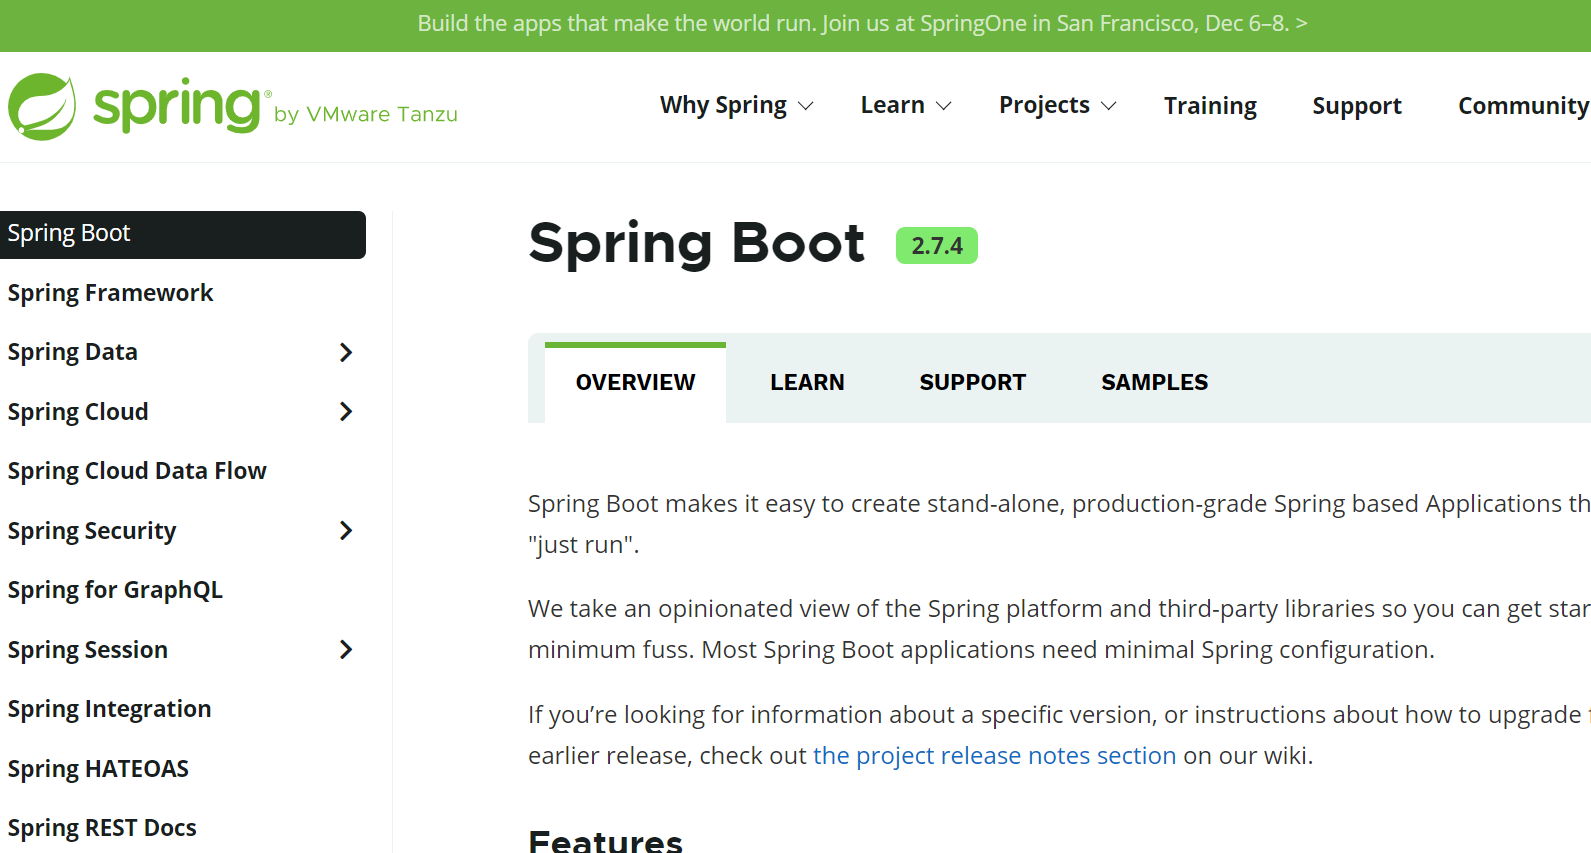 Build the apps that make the world run. Join us at SpringOne in San Francisco, Dec 6–8. >
spring® by VMware Tanzu
Why Spring
Learn
Projects
Training
Support
Community
Spring Boot
Spring Framework
Spring Data
Spring Cloud
Spring Cloud Data Flow
Spring Security
Spring for GraphQL
Spring Session
Spring Integration
Spring HATEOAS
Spring REST Docs
Spring Boot 2.7.4
OVERVIEW
LEARN
SUPPORT
SAMPLES
Spring Boot makes it easy to create stand-alone, production-grade Spring based Applications th
"just run".
We take an opinionated view of the Spring platform and third-party libraries so you can get star
minimum fuss. Most Spring Boot applications need minimal Spring configuration.
If you’re looking for information about a specific version, or instructions about how to upgrade
earlier release, check out the project release notes section on our wiki.
Features